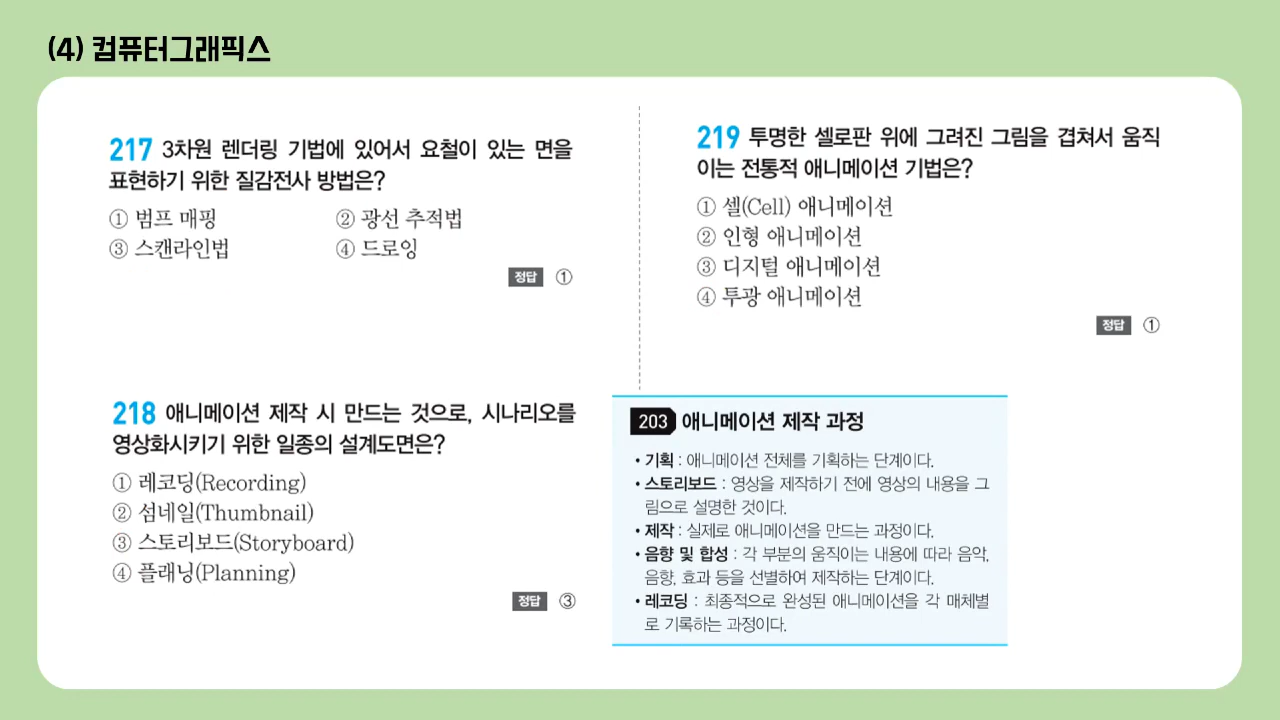 (4) 컴퓨터그래픽스
217 3차원 렌더링 기법에 있어서 요철이 있는 면을
표현하기 위한 질감전사 방법은?
① 범프 매핑 ② 광선 추적법
③ 스캔라인법 ④ 드로잉
정답 ①
218 애니메이션 제작 시 만드는 것으로, 시나리오를
영상화시키기 위한 일종의 설계도면은?
① 레코딩(Recording)
② 섬네일(Thumbnail)
③ 스토리보드(Storyboard)
④ 플래닝(Planning)
정답 ③
219 투명한 셀로판 위에 그려진 그림을 겹쳐서 움직
이는 전통적 애니메이션 기법은?
① 셀(Cell) 애니메이션
② 인형 애니메이션
③ 디지털 애니메이션
④ 투광 애니메이션
정답 ①
203 애니메이션 제작 과정
• 기획 : 애니메이션 전체를 기획하는 단계이다.
• 스토리보드 : 영상을 제작하기 전에 영상의 내용을 그
림으로 설명한 것이다.
• 제작 : 실제로 애니메이션을 만드는 과정이다.
• 음향 및 합성 : 각 부분의 움직이는 내용에 따라 음악,
음향, 효과 등을 선별하여 제작하는 단계이다.
• 레코딩 : 최종적으로 완성된 애니메이션을 각 매체별
로 기록하는 과정이다.